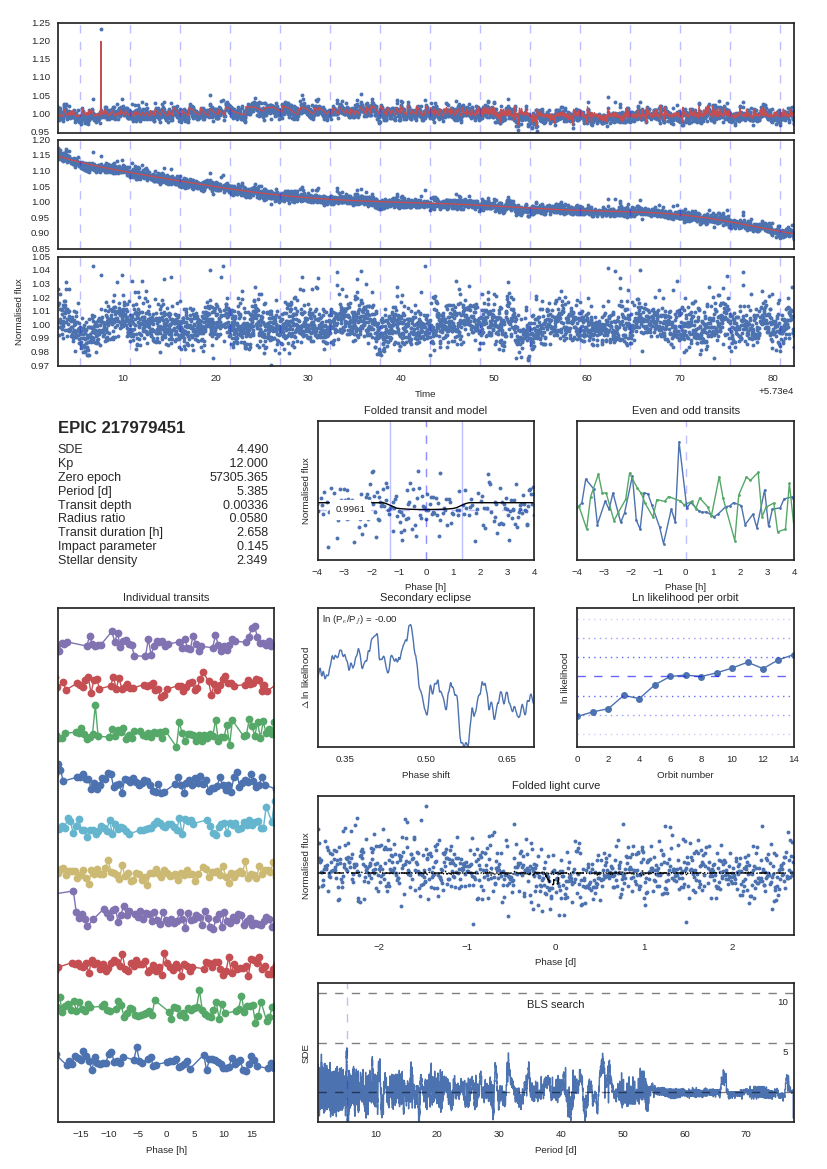 1.25
1.20
1.15
1.10
1.05
1.00
0.95
1.20
1.15
1.10
1.05
1.00
0.95
0.90
0.85
1.05
1.04
1.03
1.02
1.01
1.00
0.99
0.98
0.97
Normalised flux
10 20 30 40 50 60 70 80
Time
+5.73e4
EPIC 217979451
SDE 4.490
Kp 12.000
Zero epoch 57305.365
Period [d] 5.385
Transit depth 0.00336
Radius ratio 0.0580
Transit duration [h] 2.658
Impact parameter 0.145
Stellar density 2.349
Folded transit and model
Normalised flux
0.9961
−4 −3 −2 −1 0 1 2 3 4
Phase [h]
Even and odd transits
−4 −3 −2 −1 0 1 2 3 4
Phase [h]
Individual transits
−15 −10 −5 0 5 10 15
Phase [h]
Secondary eclipse
ln (Pₑ/P𝑓) = -0.00
Δ ln likelihood
0.35 0.50 0.65
Phase shift
Ln likelihood per orbit
ln likelihood
0 2 4 6 8 10 12 14
Orbit number
Folded light curve
Normalised flux
−2 −1 0 1 2
Phase [d]
BLS search
10
5
SDE
10 20 30 40 50 60 70
Period [d]